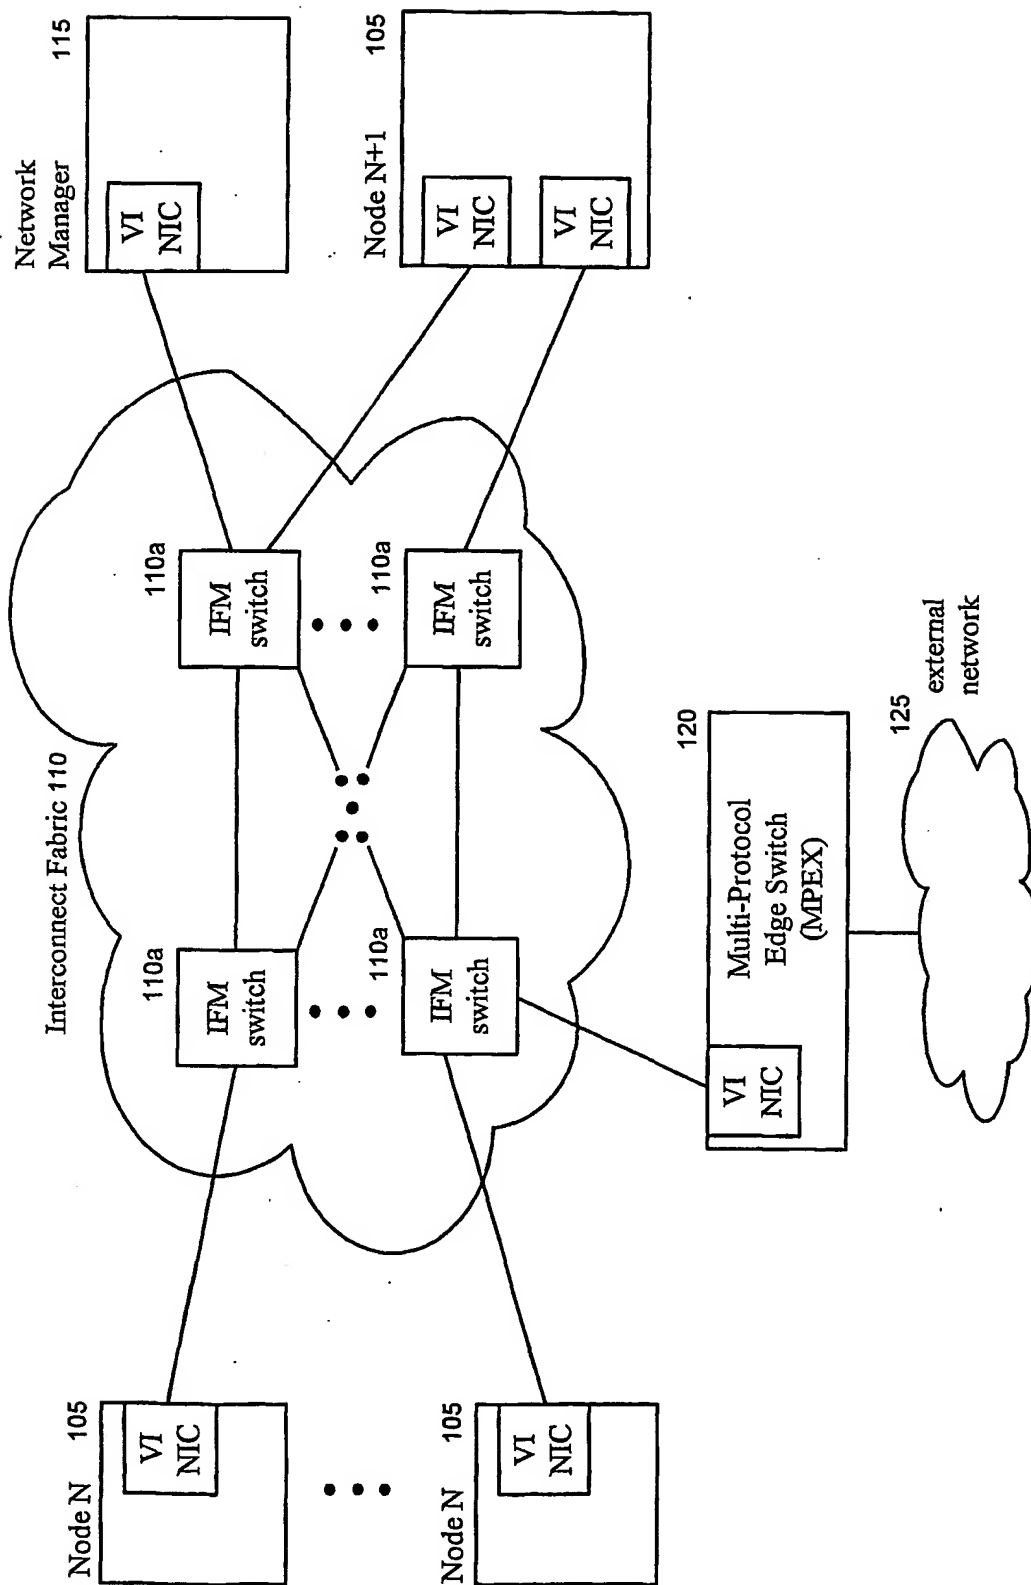 Interconnect Fabric 110
Node N 105
VI
NIC
Node N 105
VI
NIC
110a
IFM
switch
110a
IFM
switch
110a
IFM
switch
110a
IFM
switch
Network
Manager 115
VI
NIC
Node N+1 105
VI
NIC
VI
NIC
120
VI
NIC
Multi-Protocol
Edge Switch
(MPEX)
125
external
network